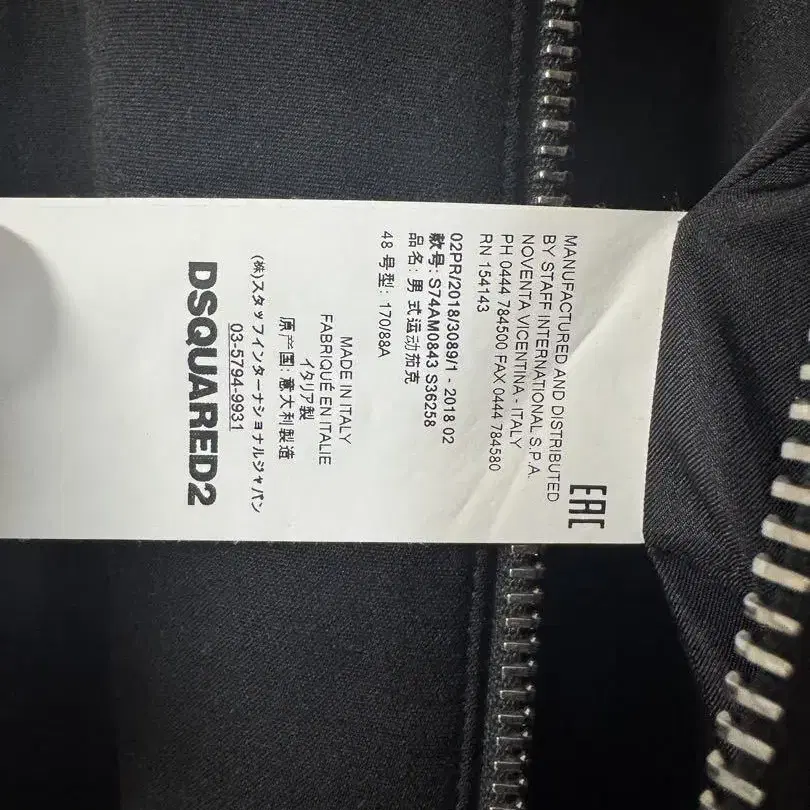 EAC
MANUFACTURED AND DISTRIBUTED
BY STAFF INTERNATIONAL S.P.A.
NOVENTA VICENTINA - ITALY
PH 0444 784500 FAX 0444 784580
RN 154143
02PR/2018/3089/1 - 2018 02
款号: S74AM0843 S36258
品名: 男式运动茄克
48 号型: 170/88A
MADE IN ITALY
FABRIQUÉ EN ITALIE
イタリア製
原产国: 意大利製造
(株)スタッフインターナショナルジャパン
03-5794-9931
DSQUARED2